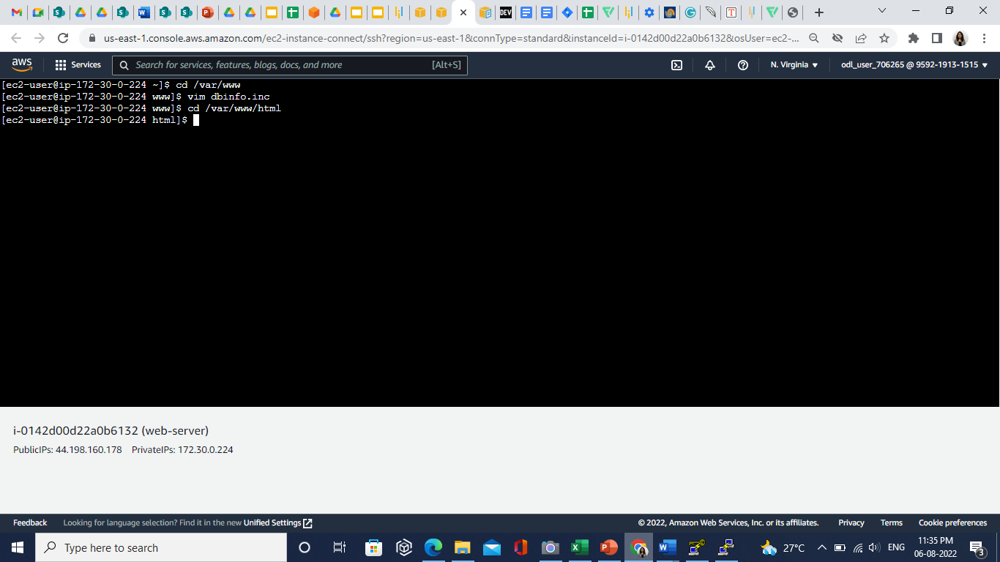 DEV
us-east-1.console.aws.amazon.com/ec2-instance-connect/ssh?region=us-east-1&connType=standard&instanceId=i-0142d00d22a0b6132&osUser=ec2-...
aws
Services
Search for services, features, blogs, docs, and more
[Alt+S]
N. Virginia
odl_user_706265 @ 9592-1913-1515
[ec2-user@ip-172-30-0-224 ~]$ cd /var/www
[ec2-user@ip-172-30-0-224 www]$ vim dbinfo.inc
[ec2-user@ip-172-30-0-224 www]$ cd /var/www/html
[ec2-user@ip-172-30-0-224 html]$
i-0142d00d22a0b6132 (web-server)
PublicIPs: 44.198.160.178 PrivateIPs: 172.30.0.224
Feedback
Looking for language selection? Find it in the new Unified Settings
© 2022, Amazon Web Services, Inc. or its affiliates.
Privacy
Terms
Cookie preferences
Type here to search
27°C
ENG
11:35 PM
06-08-2022
3